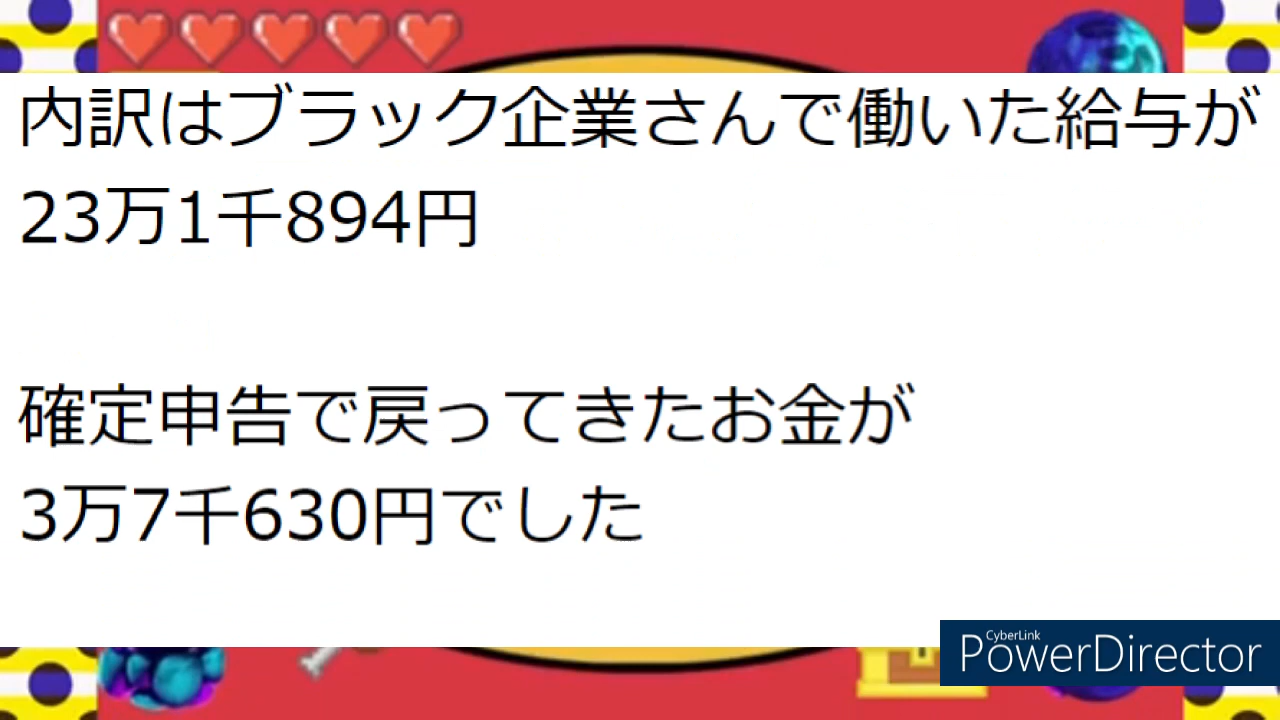 内訳はブラック企業さんで働いた給与が
23万1千894円
確定申告で戻ってきたお金が
3万7千630円でした
CyberLink
PowerDirector